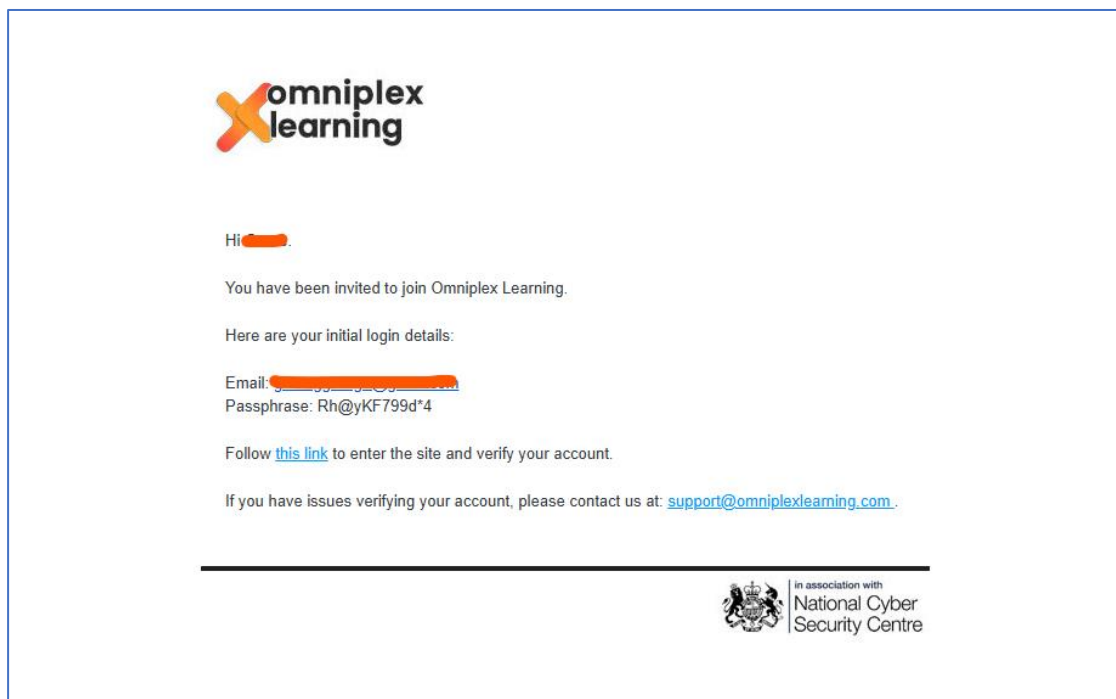 omniplex
learning
Hi
You have been invited to join Omniplex Learning.
Here are your initial login details:
Email:
Passphrase: Rh@yKF799d*4
Follow this link to enter the site and verify your account.
If you have issues verifying your account, please contact us at: support@omniplexlearning.com .
in association with
National Cyber
Security Centre